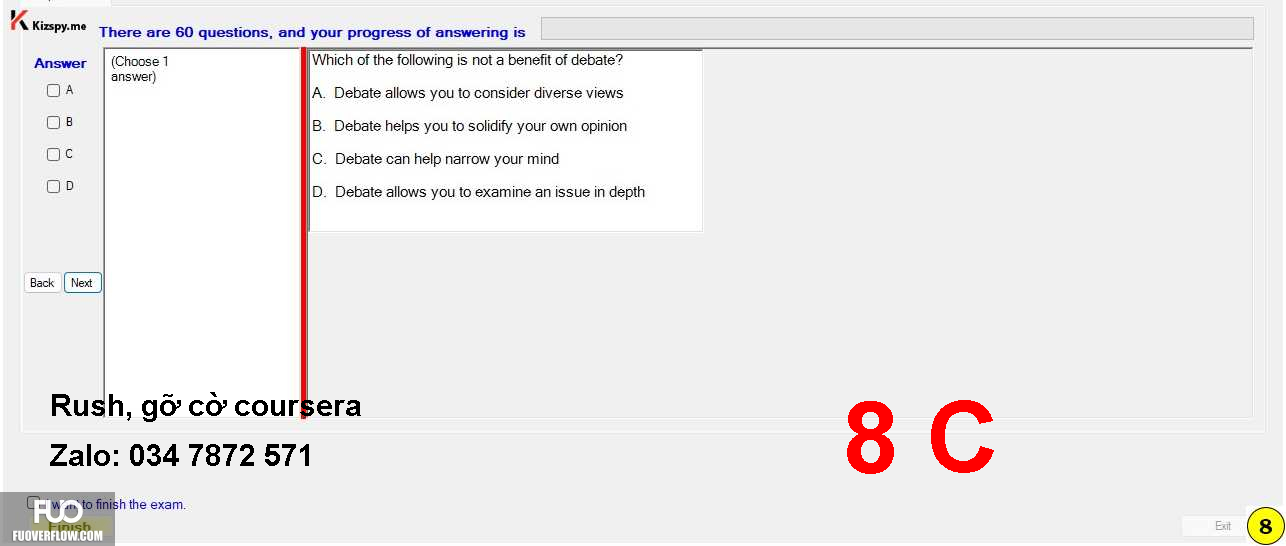 Kizspy.me
There are 60 questions, and your progress of answering is
Answer
A
B
C
D
(Choose 1
answer)
Which of the following is not a benefit of debate?
A. Debate allows you to consider diverse views
B. Debate helps you to solidify your own opinion
C. Debate can help narrow your mind
D. Debate allows you to examine an issue in depth
Back Next
Rush, gỡ cờ coursera
Zalo: 034 7872 571
8 C
I want to finish the exam.
Finish
FUO
FUOVERFLOW.COM
Exit
8